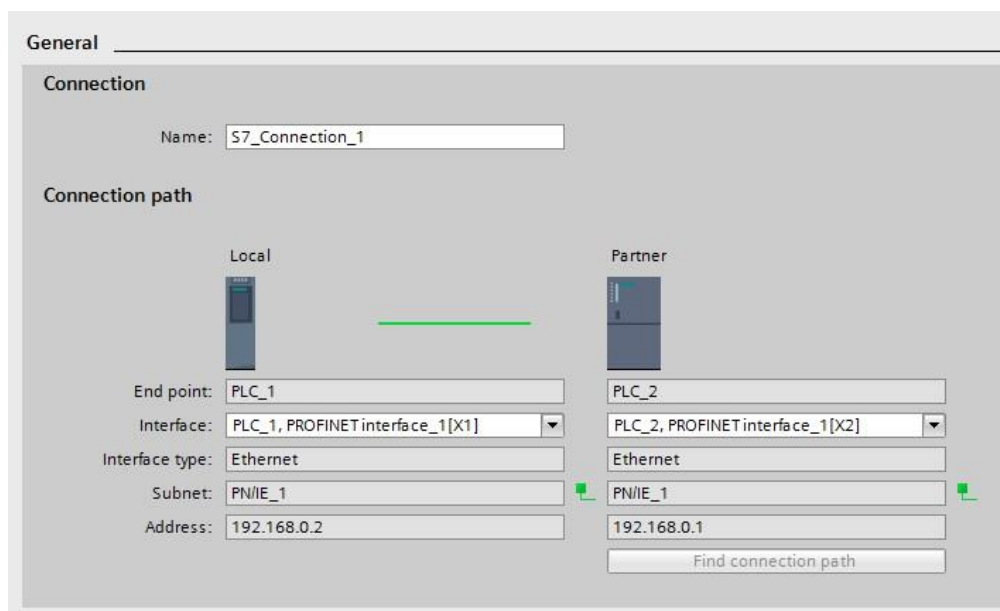 General
Connection
Name: S7_Connection_1
Connection path
Local Partner
End point: PLC_1 PLC_2
Interface: PLC_1, PROFINET interface_1[X1] PLC_2, PROFINET interface_1[X2]
Interface type: Ethernet Ethernet
Subnet: PN/IE_1 PN/IE_1
Address: 192.168.0.2 192.168.0.1
Find connection path